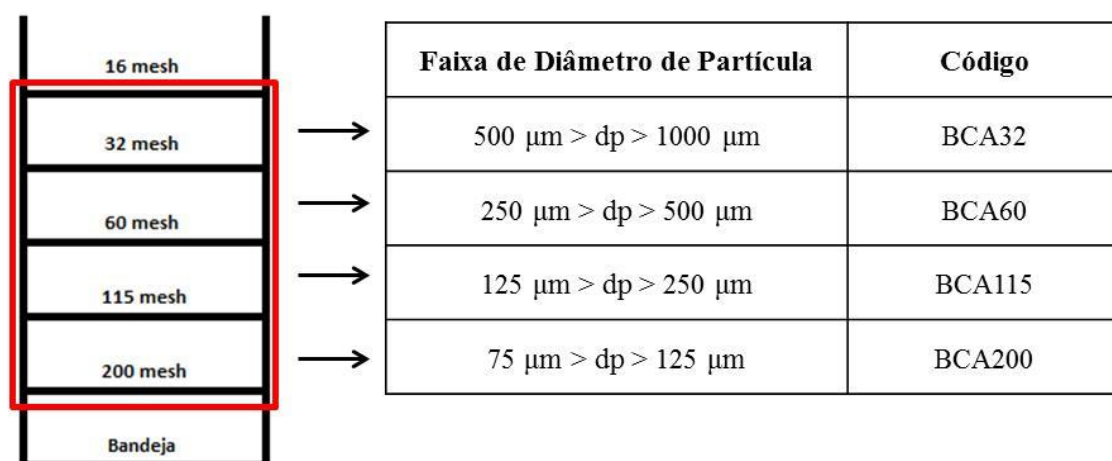 16 mesh
32 mesh
60 mesh
115 mesh
200 mesh
Bandeja
Faixa de Diâmetro de Partícula Código
500 μm > dp > 1000 μm BCA32
250 μm > dp > 500 μm BCA60
125 μm > dp > 250 μm BCA115
75 μm > dp > 125 μm BCA200